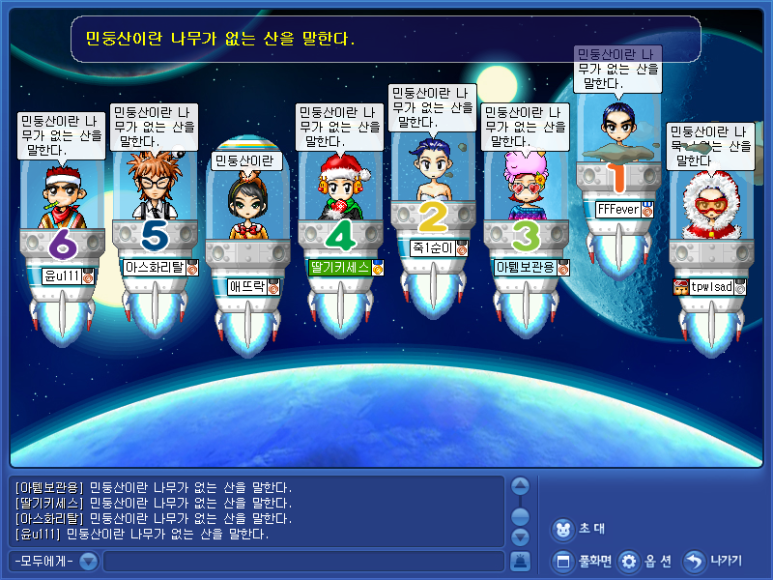 민둥산이란 나무가 없는 산을 말한다.
민둥산이란 나
무가 없는 산을
말한다.
민둥산이란 나
무가 없는 산을
말한다.
민둥산이란
민둥산이란 나
무가 없는 산을
말한다.
민둥산이란 나
무가 없는 산을
말한다.
민둥산이란 나
무가 없는 산을
말한다.
민둥산이란 나
무가 없는 산을
말한다.
민둥산이란 나
는 산을
말한다
6
5
4
2
3
1
윤u111
아스화리탈
애뜨락
딸기키세스
죽1순이
아템보관용
FFFever
tpwlsad
[아템보관용] 민둥산이란 나무가 없는 산을 말한다.
[딸기키세스] 민둥산이란 나무가 없는 산을 말한다.
[아스화리탈] 민둥산이란 나무가 없는 산을 말한다.
[윤u111] 민둥산이란 나무가 없는 산을 말한다.
-모두에게-
초대
풀화면
옵션
나가기